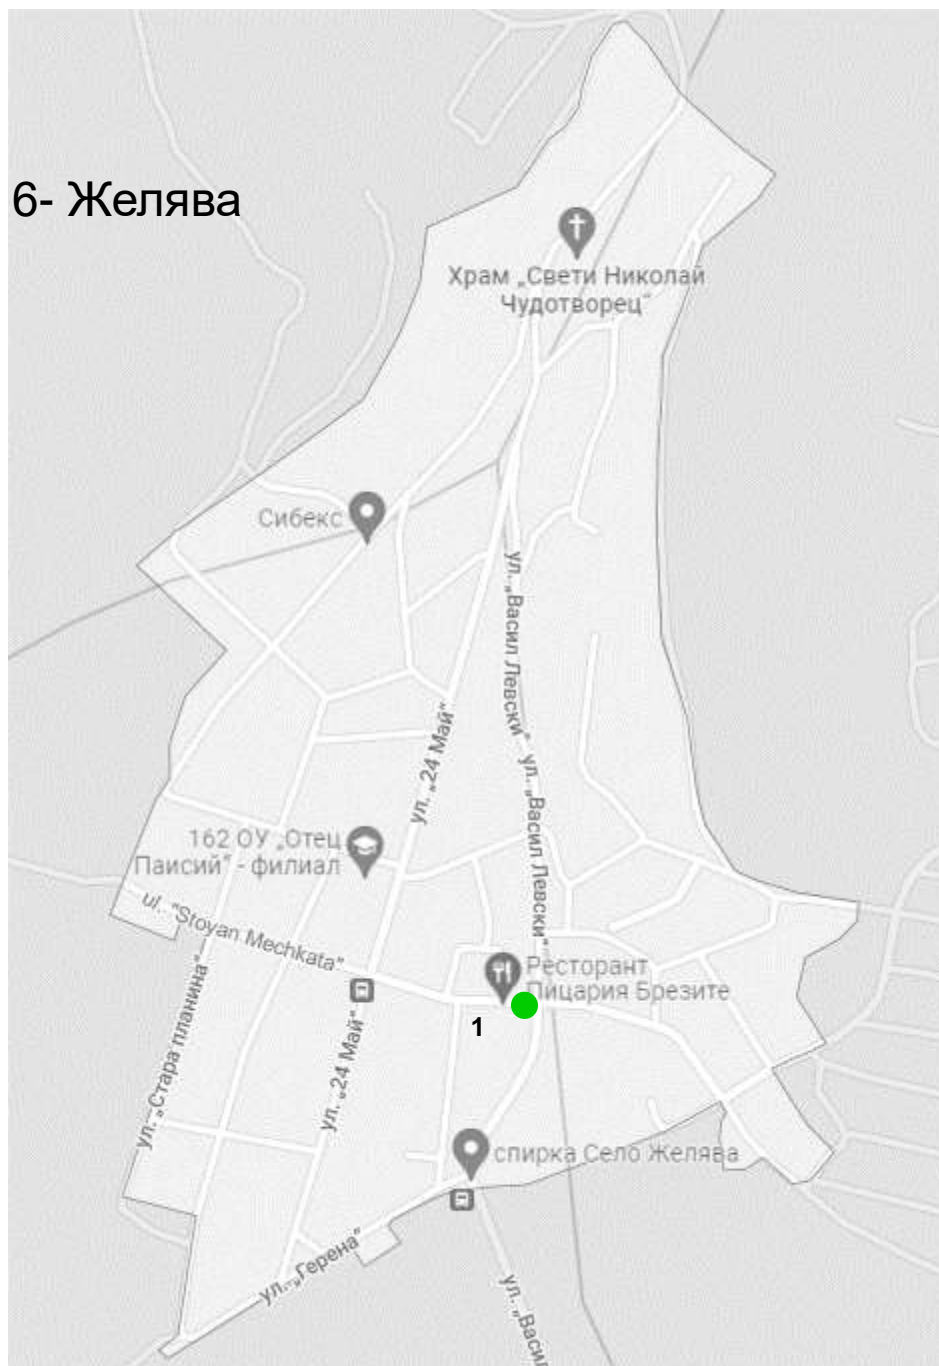 6- Желява
Храм „Свети Николай
Чудотворец“
Сибекс
ул. „Васил Левски“
ул. „24 Май“
ул. „Васил Левски“
162 ОУ „Отец
Паисий“ - филиал
ul. "Stoyan Mechkata"
Ресторант
Пицария Брезите
1
ул. „Стара планина“
ул. „24 Май“
спирка Село Желява
ул. „Герена“
ул. „Васил